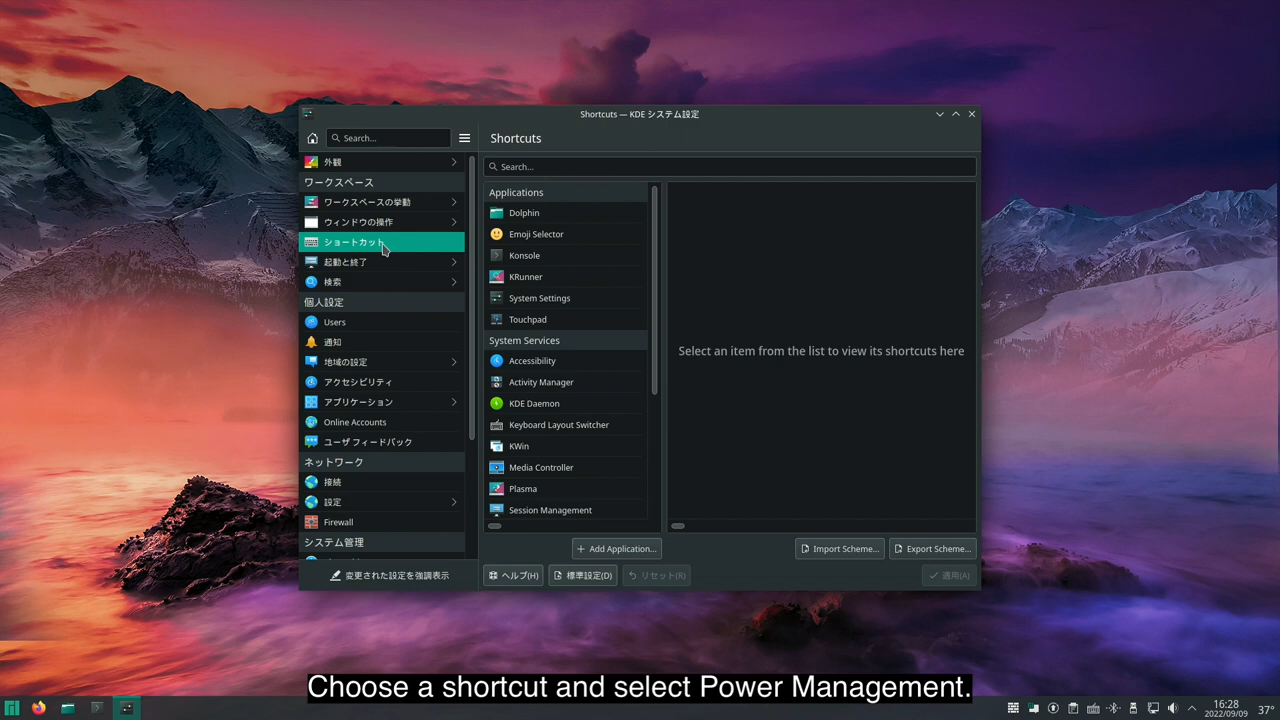 Shortcuts — KDE システム設定
Search...
Shortcuts
外観
ワークスペース
ワークスペースの挙動
ウィンドウの操作
ショートカット
起動と終了
検索
個人設定
Users
通知
地域の設定
アクセシビリティ
アプリケーション
Online Accounts
ユーザ フィードバック
ネットワーク
接続
設定
Firewall
システム管理
変更された設定を強調表示
Search...
Applications
Dolphin
Emoji Selector
Konsole
KRunner
System Settings
Touchpad
System Services
Accessibility
Activity Manager
KDE Daemon
Keyboard Layout Switcher
KWin
Media Controller
Plasma
Session Management
Select an item from the list to view its shortcuts here
Add Application...
Import Scheme...
Export Scheme...
ヘルプ(H)
標準設定(D)
リセット(R)
適用(A)
Choose a shortcut and select Power Management.
16:28
2022/09/09
37°